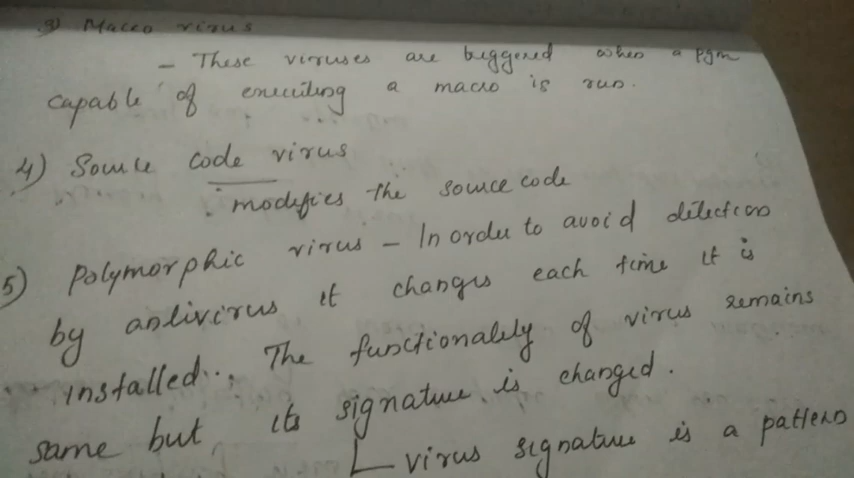 3) Macro virus
- These viruses are triggered when a pgm
capable of executing a macro is run.
4) Source code virus
modifies the source code
5) Polymorphic virus - In order to avoid detection
by antivirus it changes each time it is
installed... The functionality of virus remains
same but its signature is changed.
virus signature is a pattern